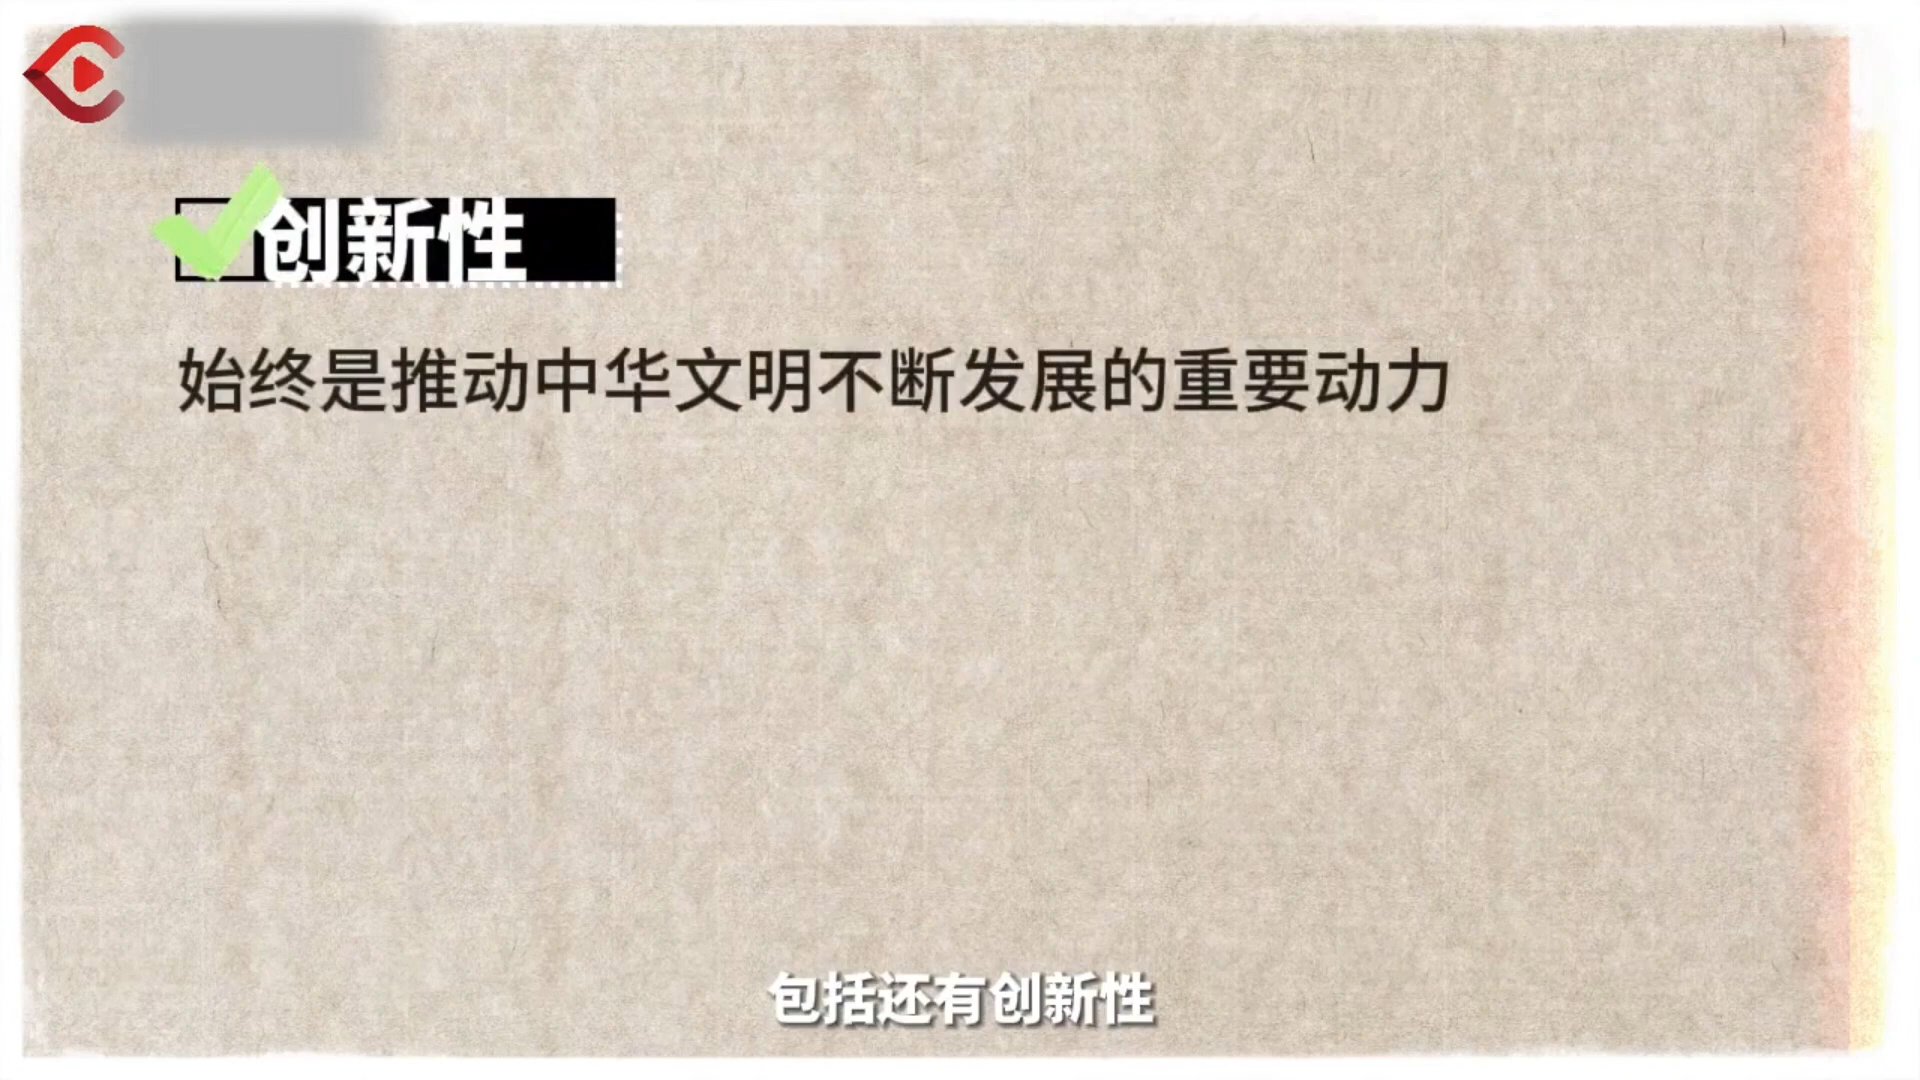 创新性
始终是推动中华文明不断发展的重要动力
包括还有创新性